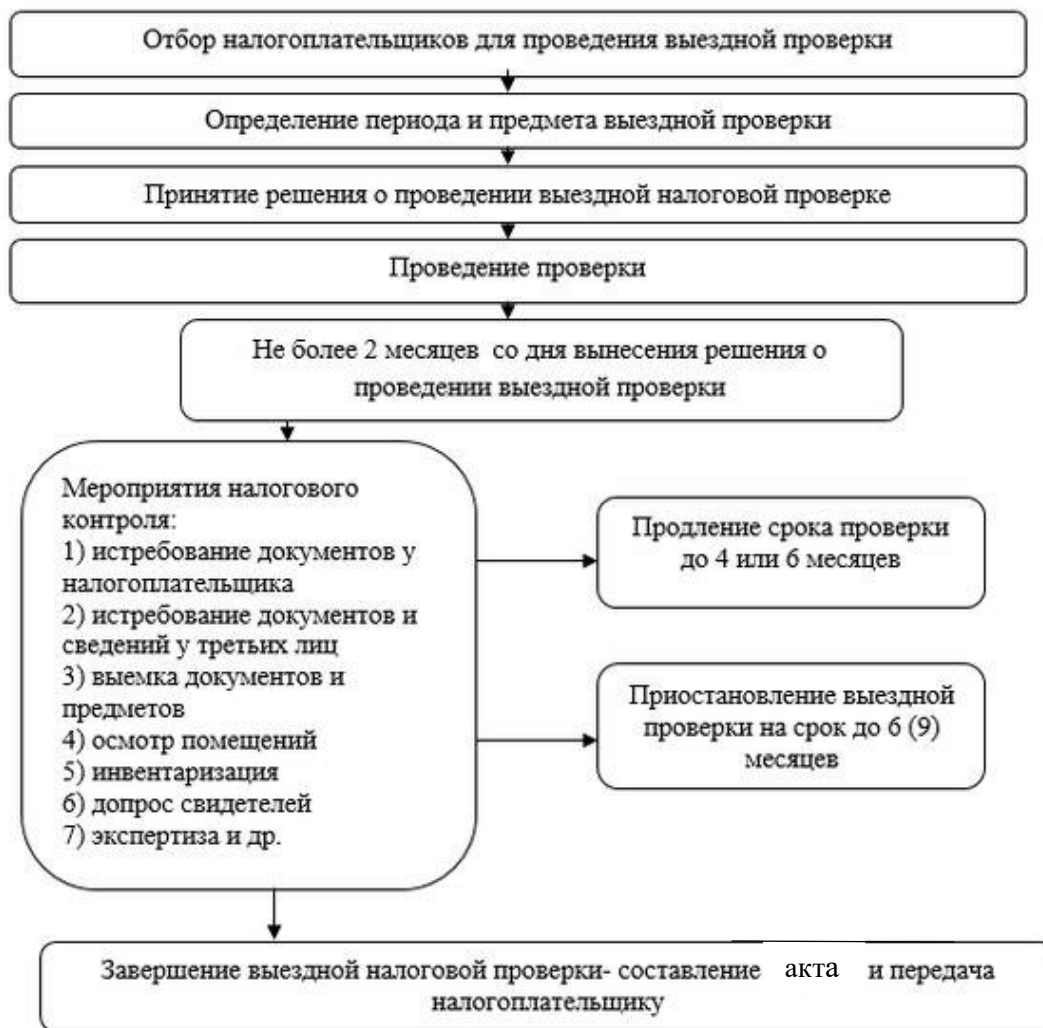 Отбор налогоплательщиков для проведения выездной проверки
Определение периода и предмета выездной проверки
Принятие решения о проведении выездной налоговой проверке
Проведение проверки
Не более 2 месяцев со дня вынесения решения о
проведении выездной проверки
Мероприятия налогового
контроля:
1) истребование документов у
налогоплательщика
2) истребование документов и
сведений у третьих лиц
3) выемка документов и
предметов
4) осмотр помещений
5) инвентаризация
6) допрос свидетелей
7) экспертиза и др.
Продление срока проверки
до 4 или 6 месяцев
Приостановление выездной
проверки на срок до 6 (9)
месяцев
Завершение выездной налоговой проверки- составление акта и передача
налогоплательщику